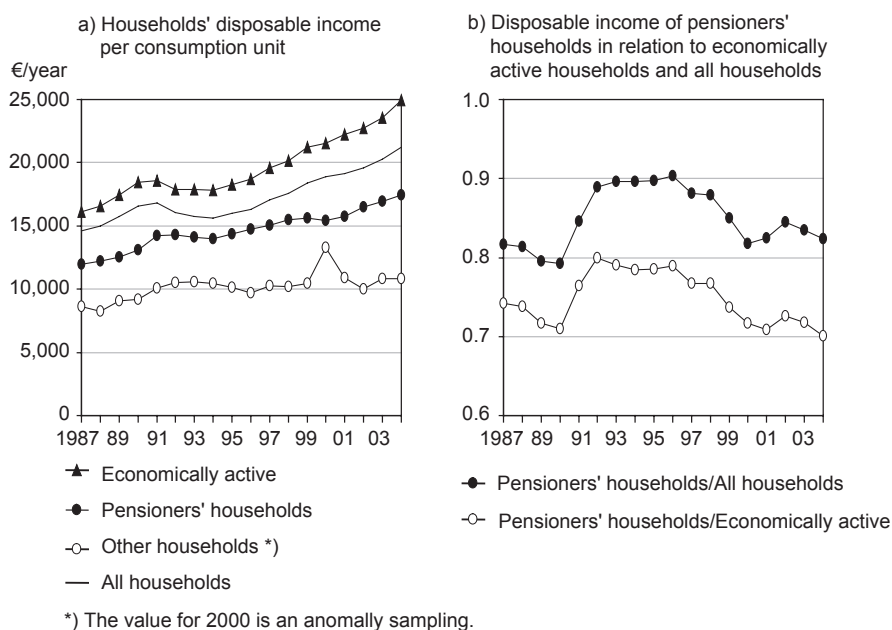 a) Households' disposable income
per consumption unit
€/year
25,000
20,000
15,000
10,000
5,000
0
1987 89 91 93 95 97 99 01 03
Economically active
Pensioners' households
Other households *)
All households
*) The value for 2000 is an anomally sampling.
b) Disposable income of pensioners'
households in relation to economically
active households and all households
1.0
0.9
0.8
0.7
0.6
1987 89 91 93 95 97 99 01 03
Pensioners' households/All households
Pensioners' households/Economically active